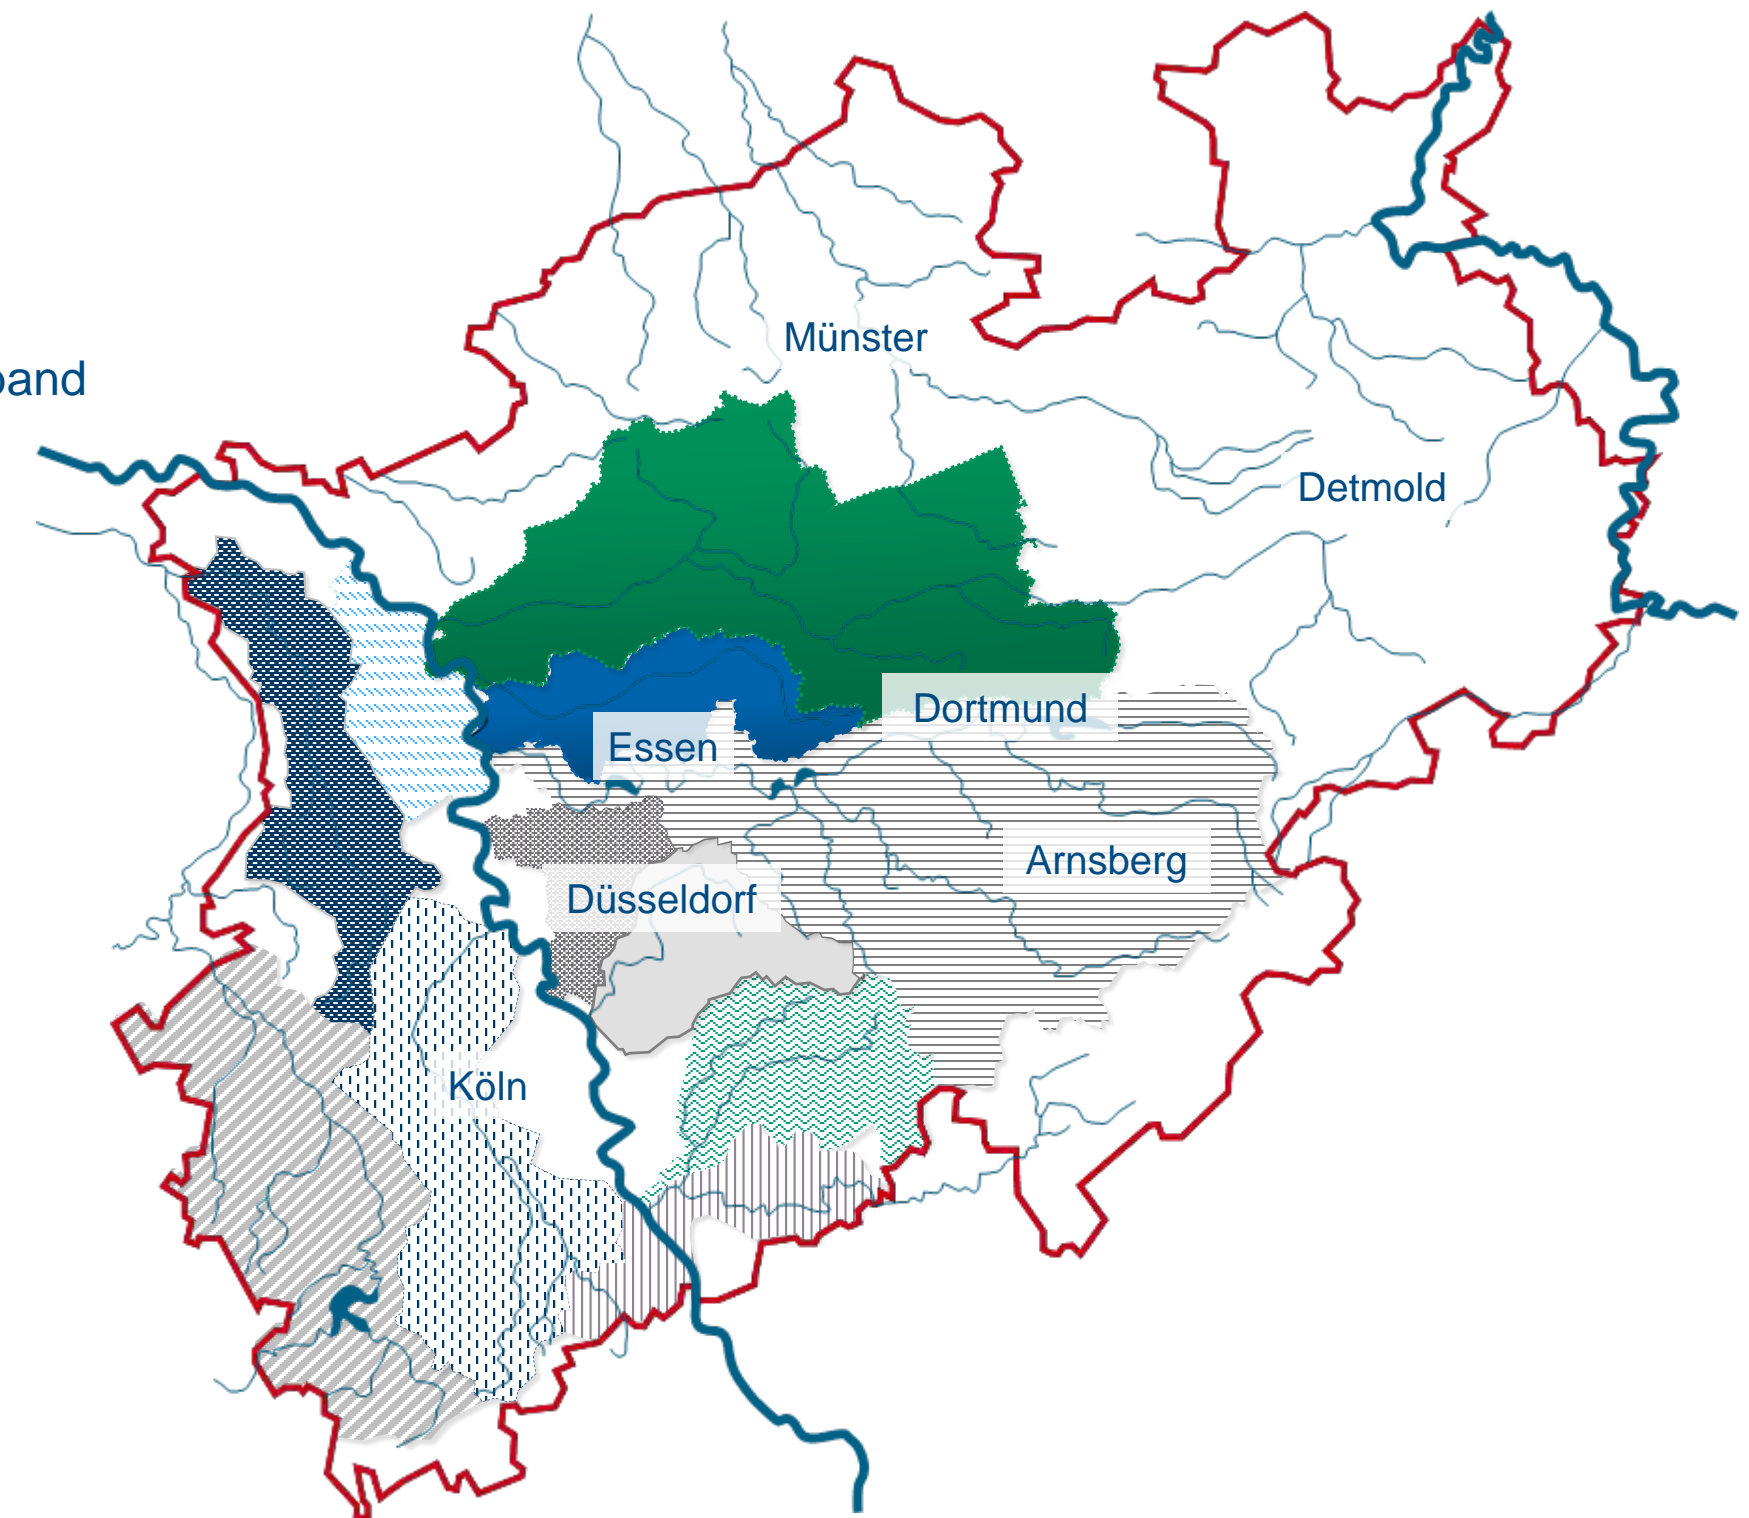 Münster
band
Detmold
Dortmund
Essen
Arnsberg
Düsseldorf
Köln